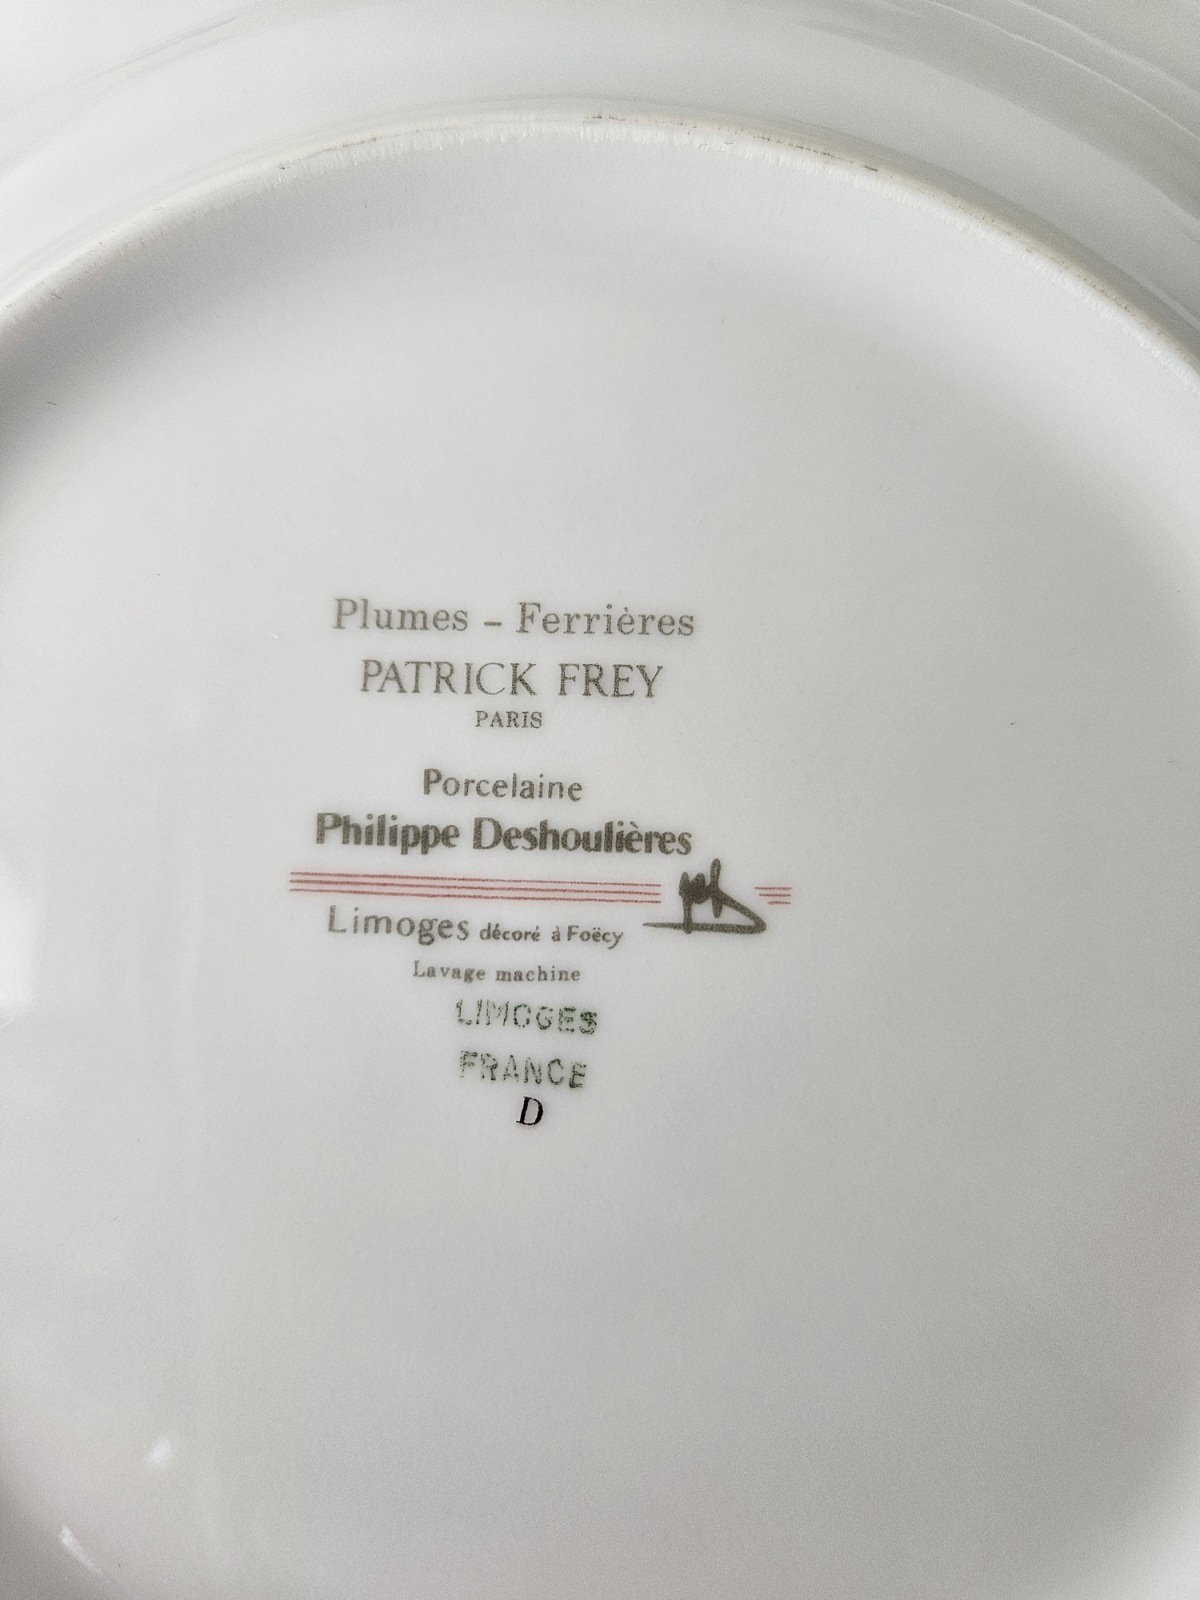 Plumes – Ferrières
PATRICK FREY
PARIS
Porcelaine
Philippe Deshoulières
Limoges décoré à Foëcy
Lavage machine
LIMOGES
FRANCE
D